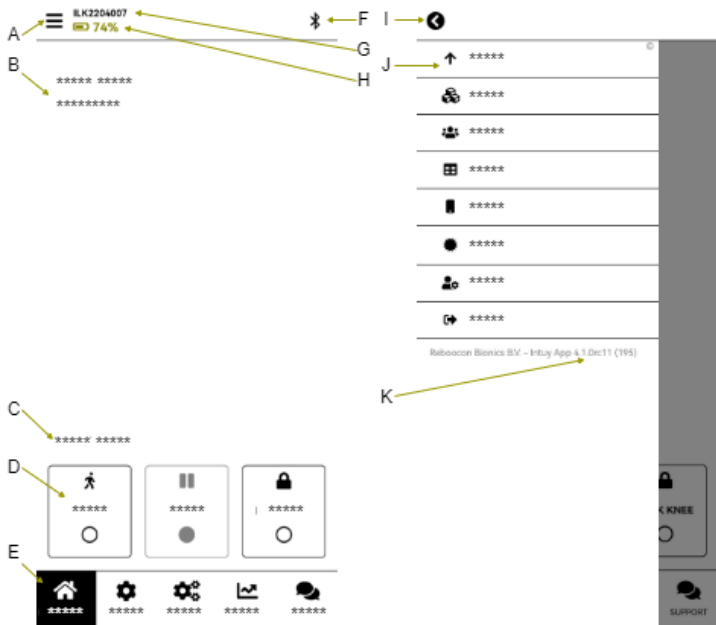 A
ILK2204007
74%
B
***** *****
*********
C
***** *****
D
*****
*****
*****
E
*****
*****
*****
*****
*****
F
G
H
I
©
J
*****
*****
*****
*****
*****
*****
*****
*****
Reboocon Bionics B.V. – Intuy App 4.1.0rc11 (195)
K
K KNEE
SUPPORT